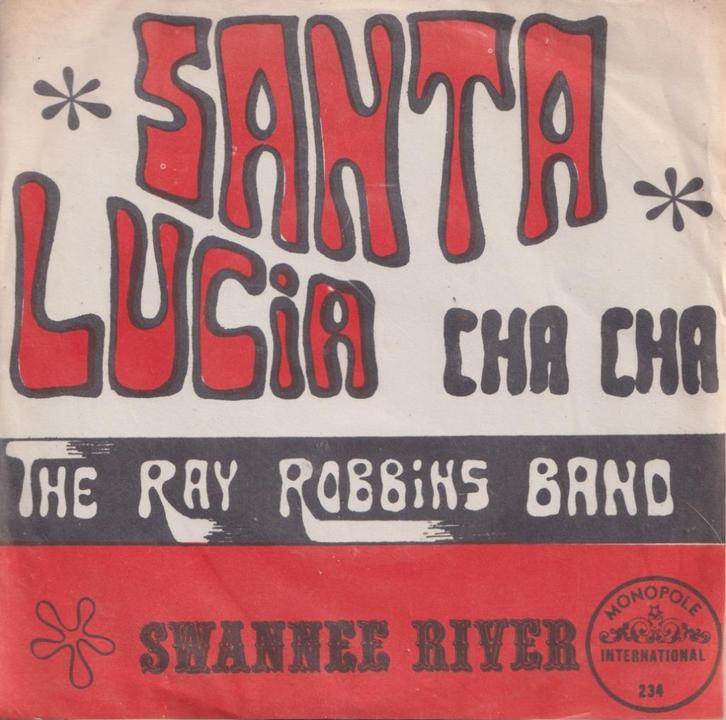 SANTA
LUCiA CHA CHA
THE RAY ROBBiNS BAND
SWANNEE RIVER
MONOPOLE
INTERNATIONAL
234